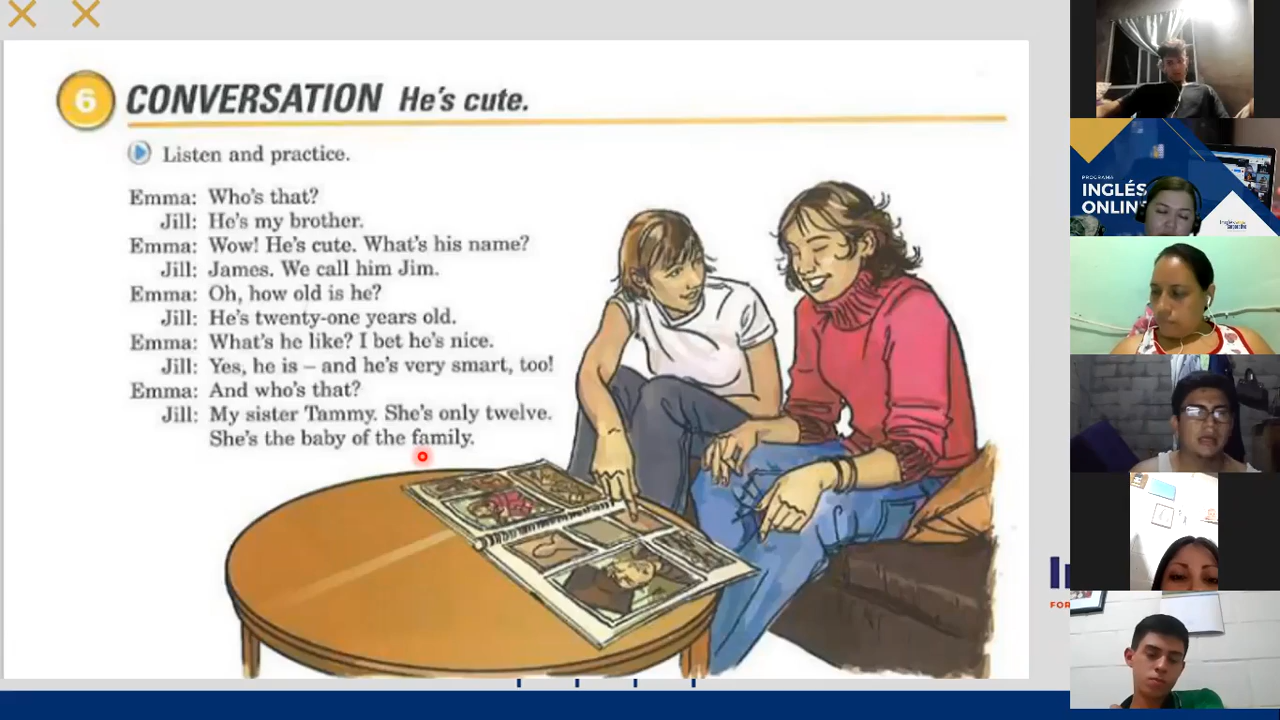 6 CONVERSATION He's cute.
Listen and practice.
Emma: Who's that?
Jill: He's my brother.
Emma: Wow! He's cute. What's his name?
Jill: James. We call him Jim.
Emma: Oh, how old is he?
Jill: He's twenty-one years old.
Emma: What's he like? I bet he's nice.
Jill: Yes, he is – and he's very smart, too!
Emma: And who's that?
Jill: My sister Tammy. She's only twelve.
She's the baby of the family.
PROGRAMA
INGLÉS
ONLIN